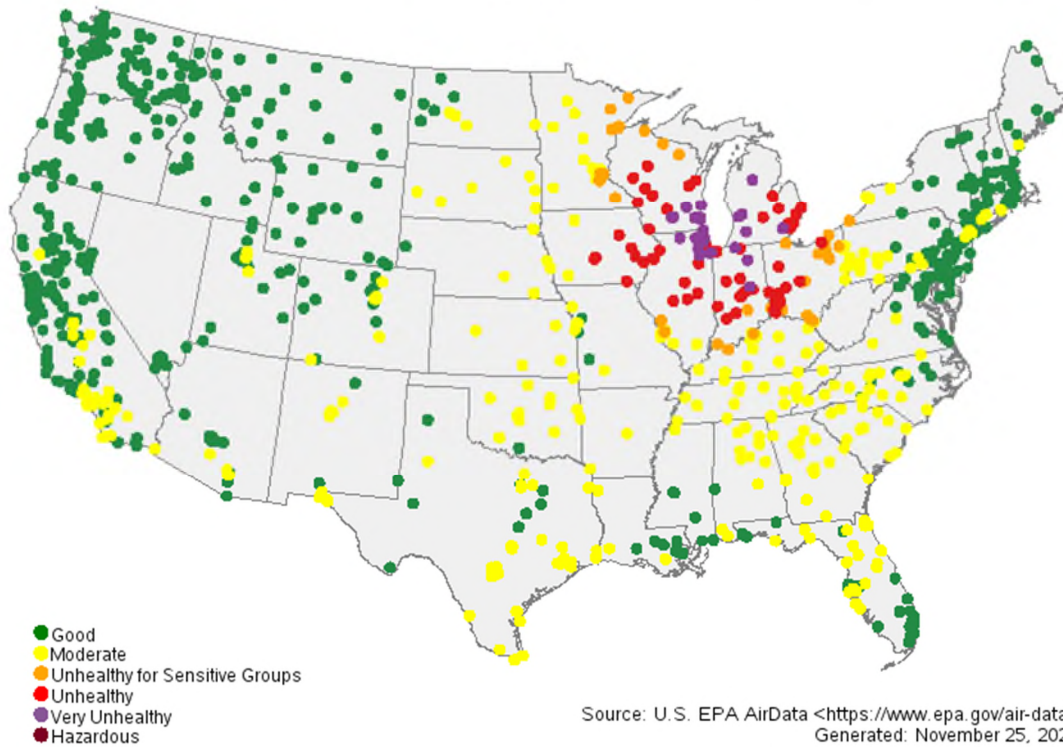 Good
Moderate
Unhealthy for Sensitive Groups
Unhealthy
Very Unhealthy
Hazardous
Source: U.S. EPA AirData <https://www.epa.gov/air-data
Generated: November 25, 202